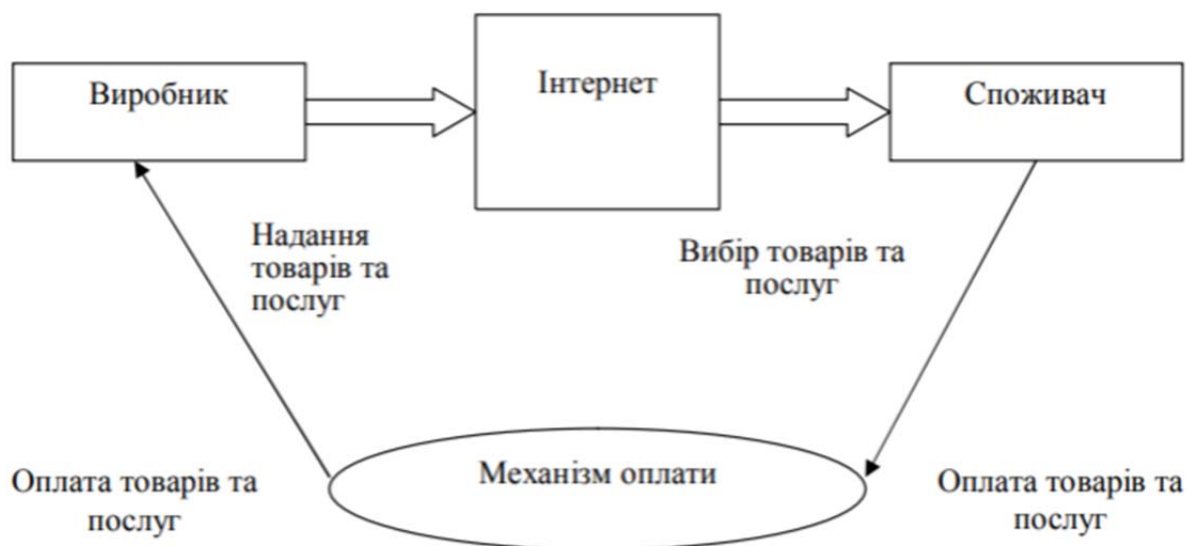 Виробник
Інтернет
Споживач
Надання
товарів та
послуг
Вибір товарів та
послуг
Оплата товарів та
послуг
Механізм оплати
Оплата товарів та
послуг